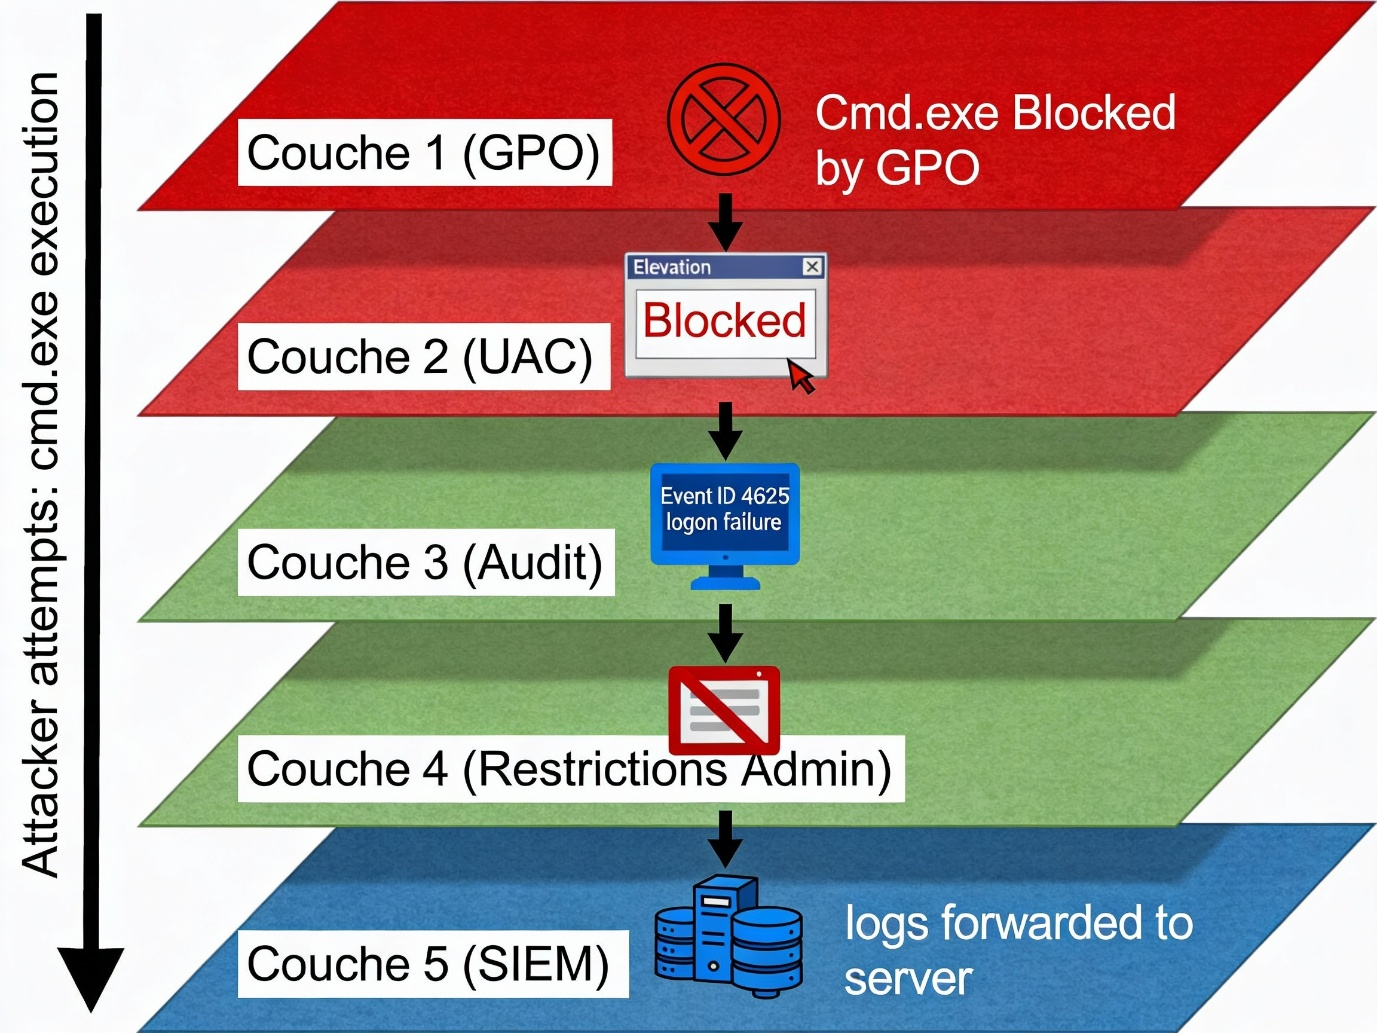 Attacker attempts: cmd.exe execution
Couche 1 (GPO)
Cmd.exe Blocked
by GPO
Elevation
Blocked
Couche 2 (UAC)
Event ID 4625
logon failure
Couche 3 (Audit)
Couche 4 (Restrictions Admin)
Couche 5 (SIEM)
logs forwarded to
server